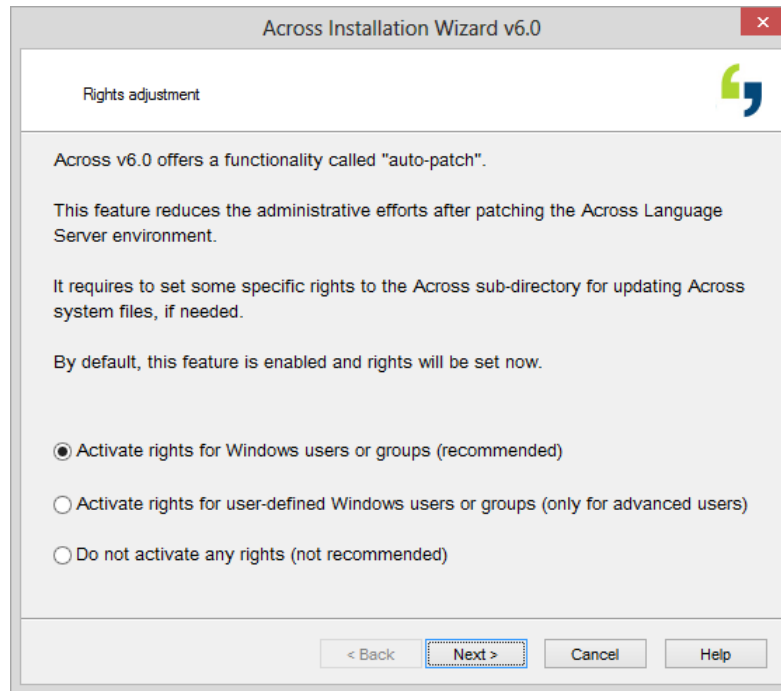 Across Installation Wizard v6.0
Rights adjustment
Across v6.0 offers a functionality called "auto-patch".
This feature reduces the administrative efforts after patching the Across Language
Server environment.
It requires to set some specific rights to the Across sub-directory for updating Across
system files, if needed.
By default, this feature is enabled and rights will be set now.
Activate rights for Windows users or groups (recommended)
Activate rights for user-defined Windows users or groups (only for advanced users)
Do not activate any rights (not recommended)
< Back
Next >
Cancel
Help